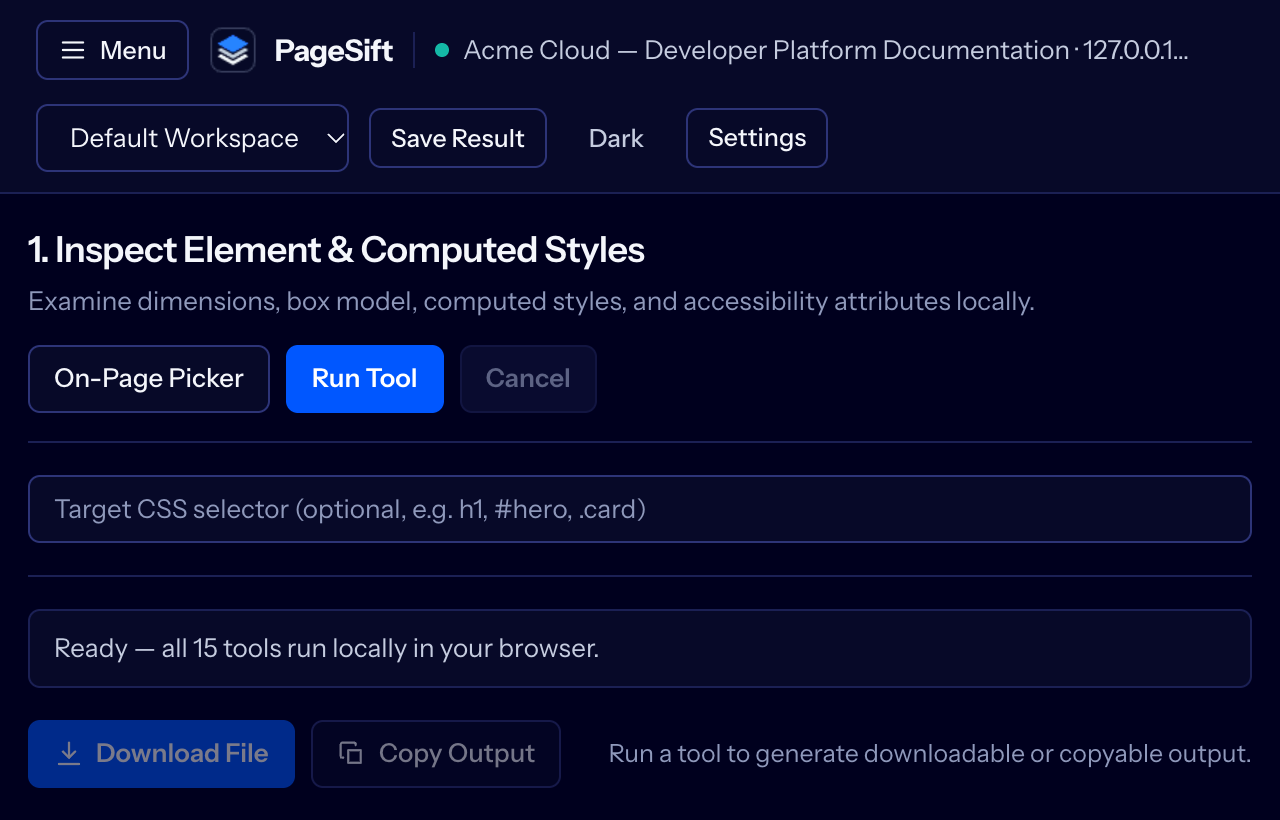 Menu PageSift Acme Cloud — Developer Platform Documentation · 127.0.0.1...
Default Workspace Save Result Dark Settings
1. Inspect Element & Computed Styles
Examine dimensions, box model, computed styles, and accessibility attributes locally.
On-Page Picker Run Tool Cancel
Target CSS selector (optional, e.g. h1, #hero, .card)
Ready — all 15 tools run locally in your browser.
Download File Copy Output Run a tool to generate downloadable or copyable output.